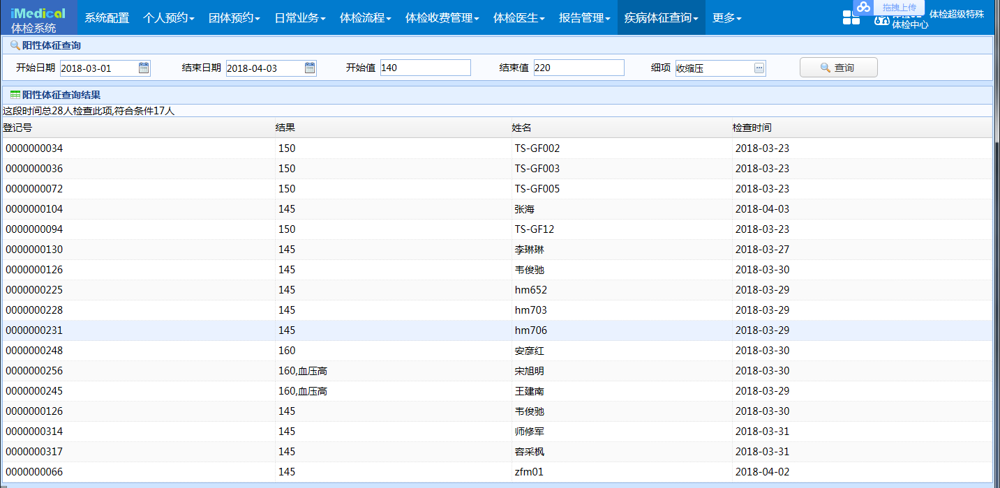 iMedical
体检系统
系统配置 个人预约 团体预约 日常业务 体检流程 体检收费管理 体检医生 报告管理 疾病体征查询 更多
拖拽上传
体检超级特殊
体检中心
阳性体征查询
开始日期 2018-03-01 结束日期 2018-04-03 开始值 140 结束值 220 细项 收缩压 查询
阳性体征查询结果
这段时间总28人检查此项,符合条件17人
登记号 结果 姓名 检查时间
0000000034 150 TS-GF002 2018-03-23
0000000036 150 TS-GF003 2018-03-23
0000000072 150 TS-GF005 2018-03-23
0000000104 145 张海 2018-04-03
0000000094 150 TS-GF12 2018-03-23
0000000130 145 李琳琳 2018-03-27
0000000126 145 韦俊驰 2018-03-30
0000000225 145 hm652 2018-03-29
0000000228 145 hm703 2018-03-29
0000000231 145 hm706 2018-03-29
0000000248 160 安彦红 2018-03-30
0000000256 160,血压高 宋旭明 2018-03-30
0000000245 160,血压高 王建南 2018-03-29
0000000126 145 韦俊驰 2018-03-30
0000000314 145 师修军 2018-03-31
0000000317 145 容采枫 2018-03-31
0000000066 145 zfm01 2018-04-02